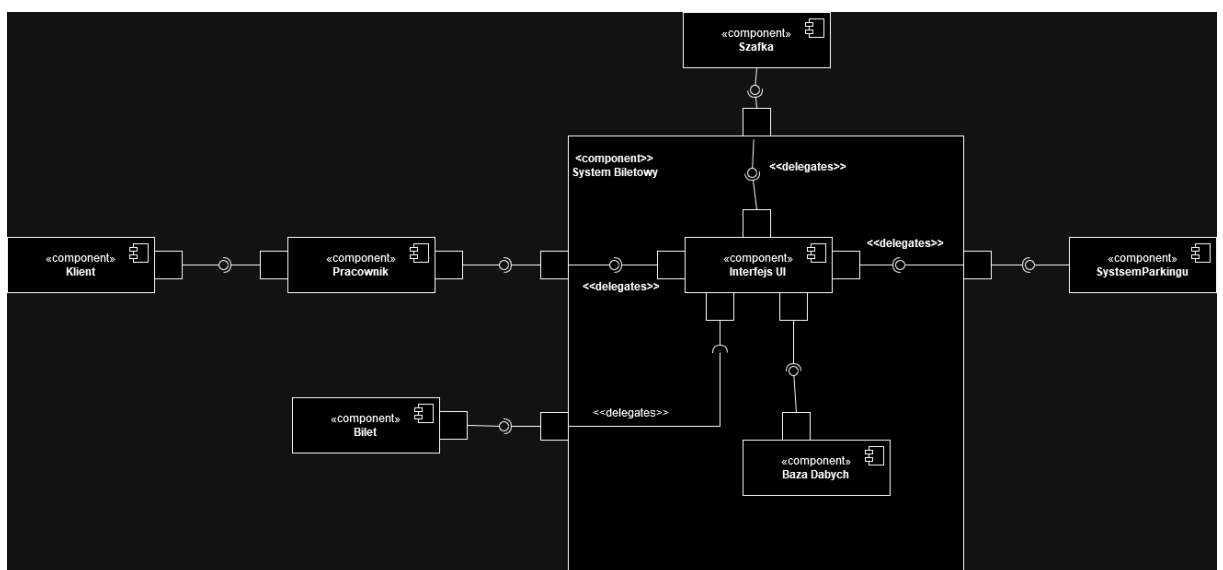 «component»
Szafka
<component>>
System Biletowy
<<delegates>>
«component»
Klient
«component»
Pracownik
<<delegates>>
«component»
Interfejs UI
<<delegates>>
«component»
SystsemParkingu
«component»
Bilet
<<delegates>>
«component»
Baza Dabych